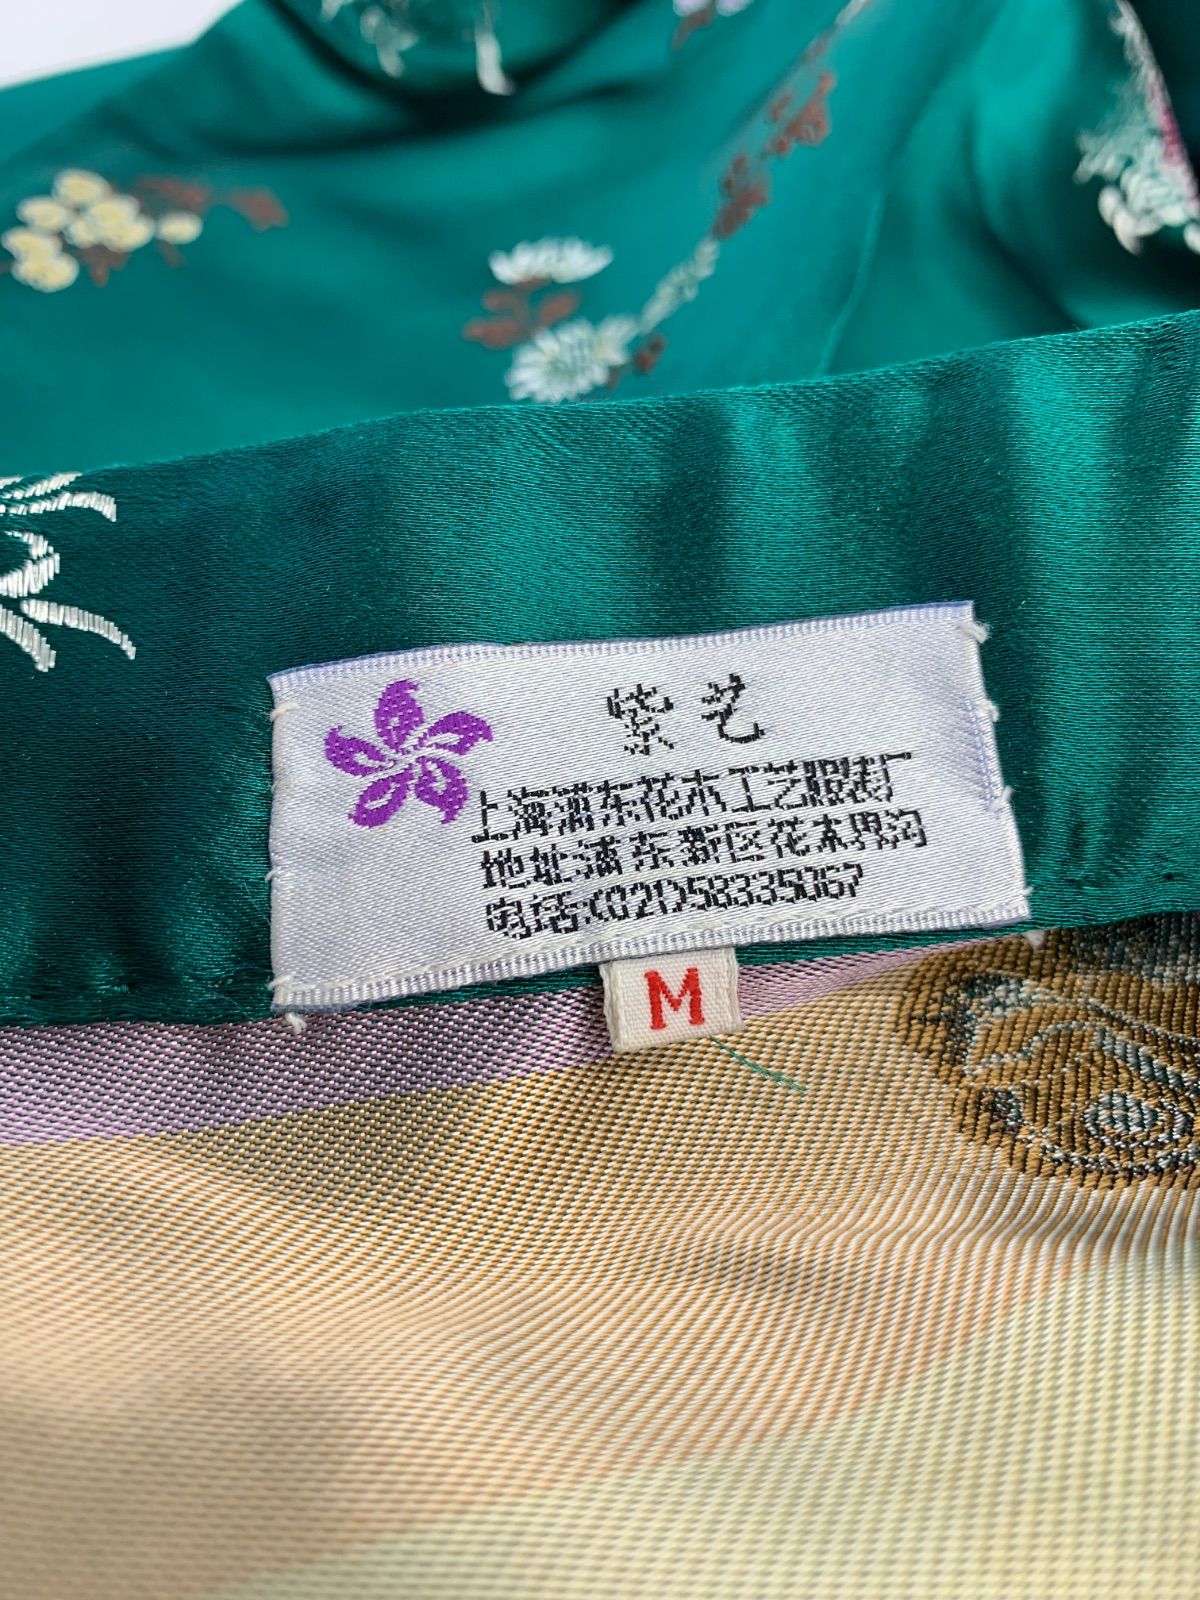 紫艺
上海浦东花木工艺服装厂
地址:浦东新区花木界沟
电话:(021)58335067
M